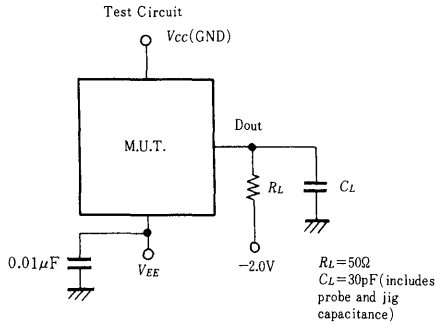 Test Circuit
Vcc(GND)
Dout
M.U.T.
RL
CL
0.01μF
VEE
−2.0V
RL=50Ω
CL=30pF(includes
probe and jig
capacitance)